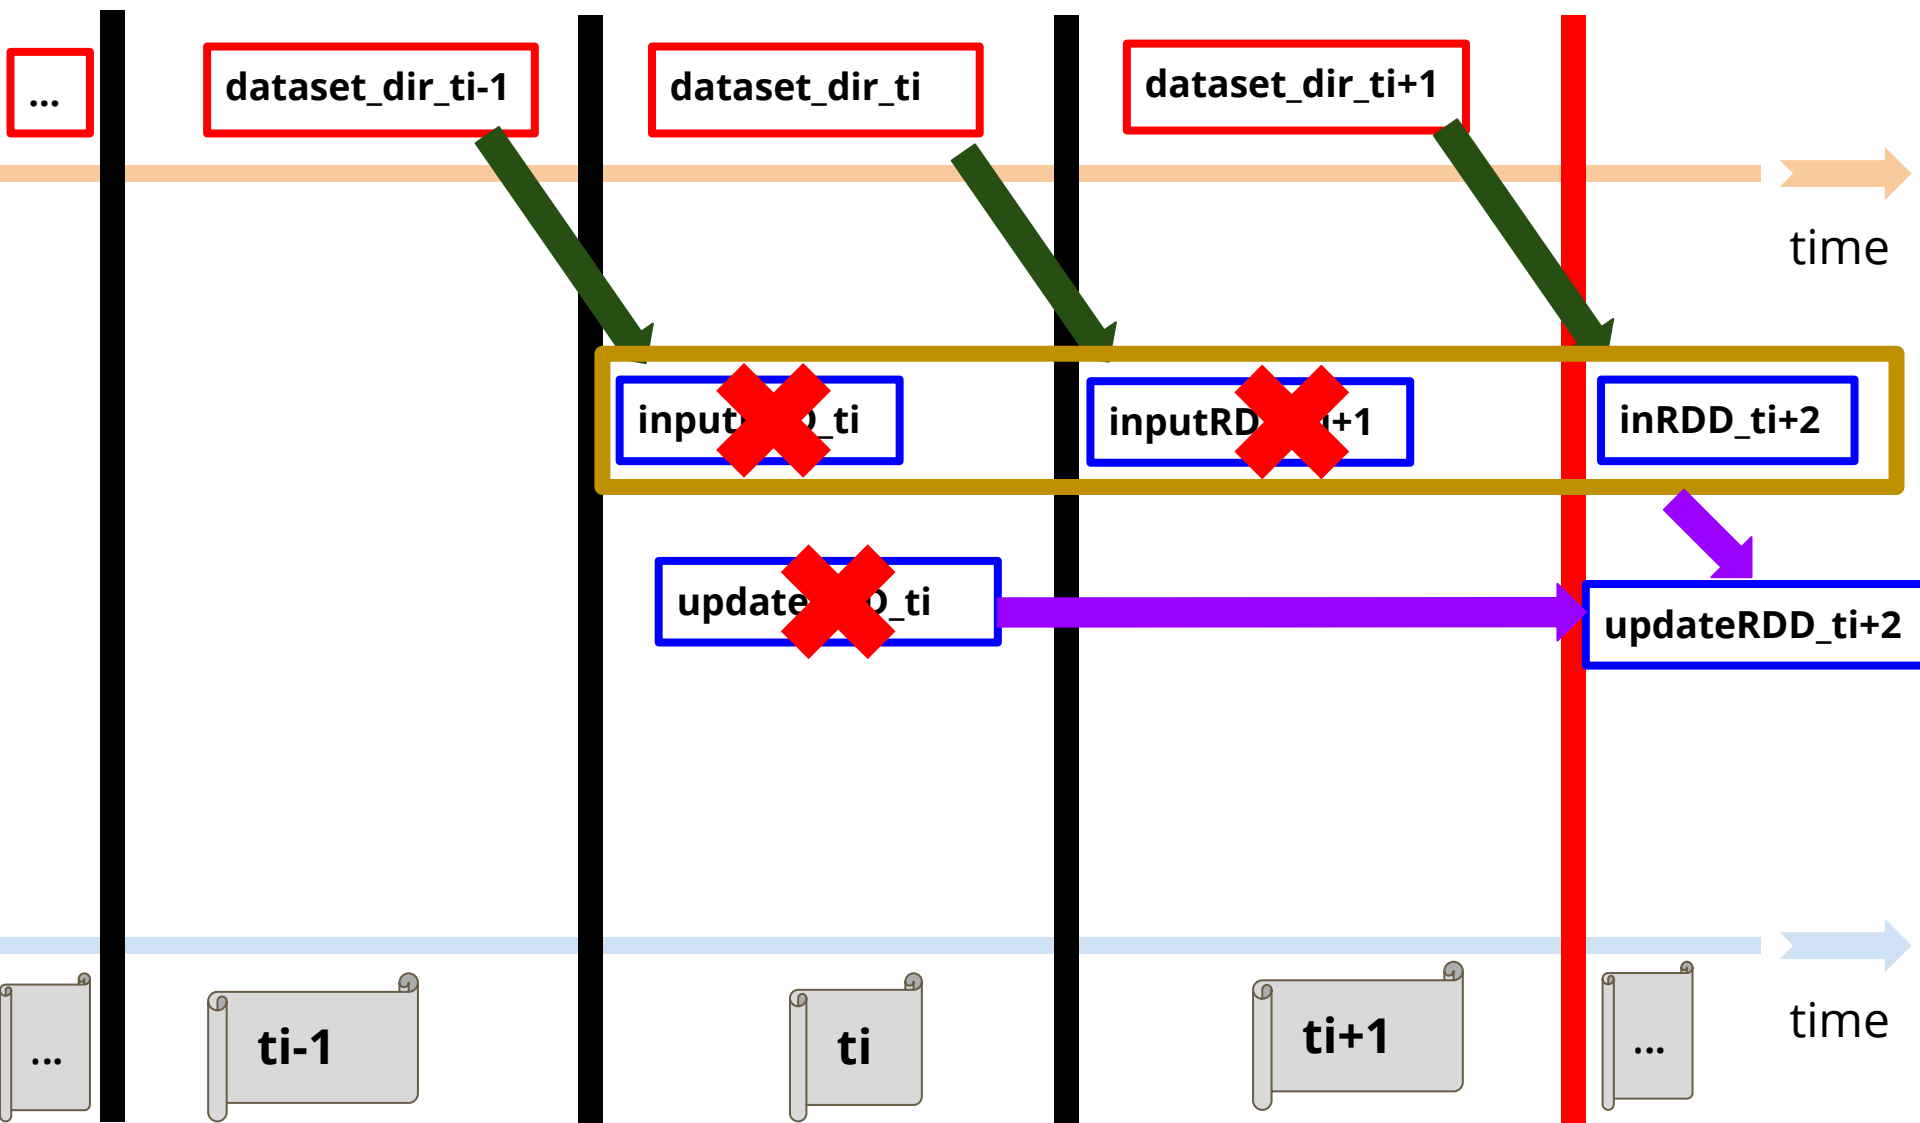 ...
dataset_dir_ti-1
dataset_dir_ti
dataset_dir_ti+1
time
inRDD_ti+2
updateRDD_ti+2
time
...
ti-1
ti
ti+1
...